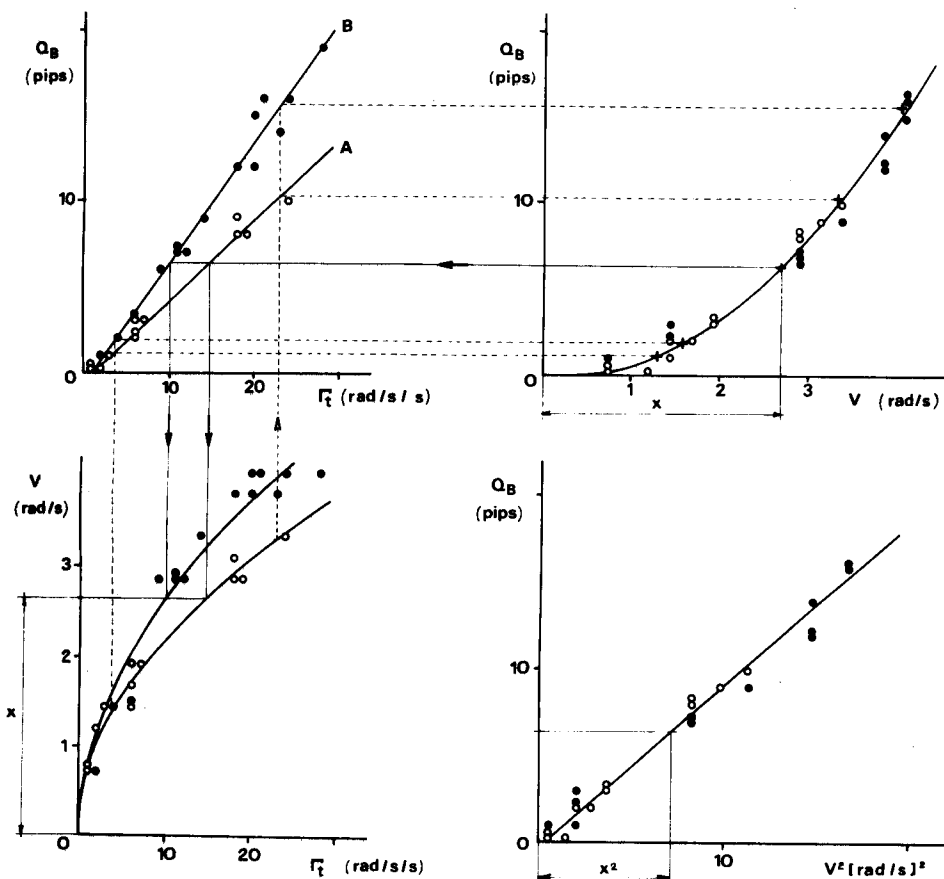 Q_B
(pips)
10
0
B
A
10
20
Γ_t (rad/s/s)
Q_B
(pips)
10
0
1
2
3
x
V (rad/s)
V
(rad/s)
3
2
1
0
x
10
20
Γ_t (rad/s/s)
Q_B
(pips)
10
0
10
x²
V² [rad/s]²